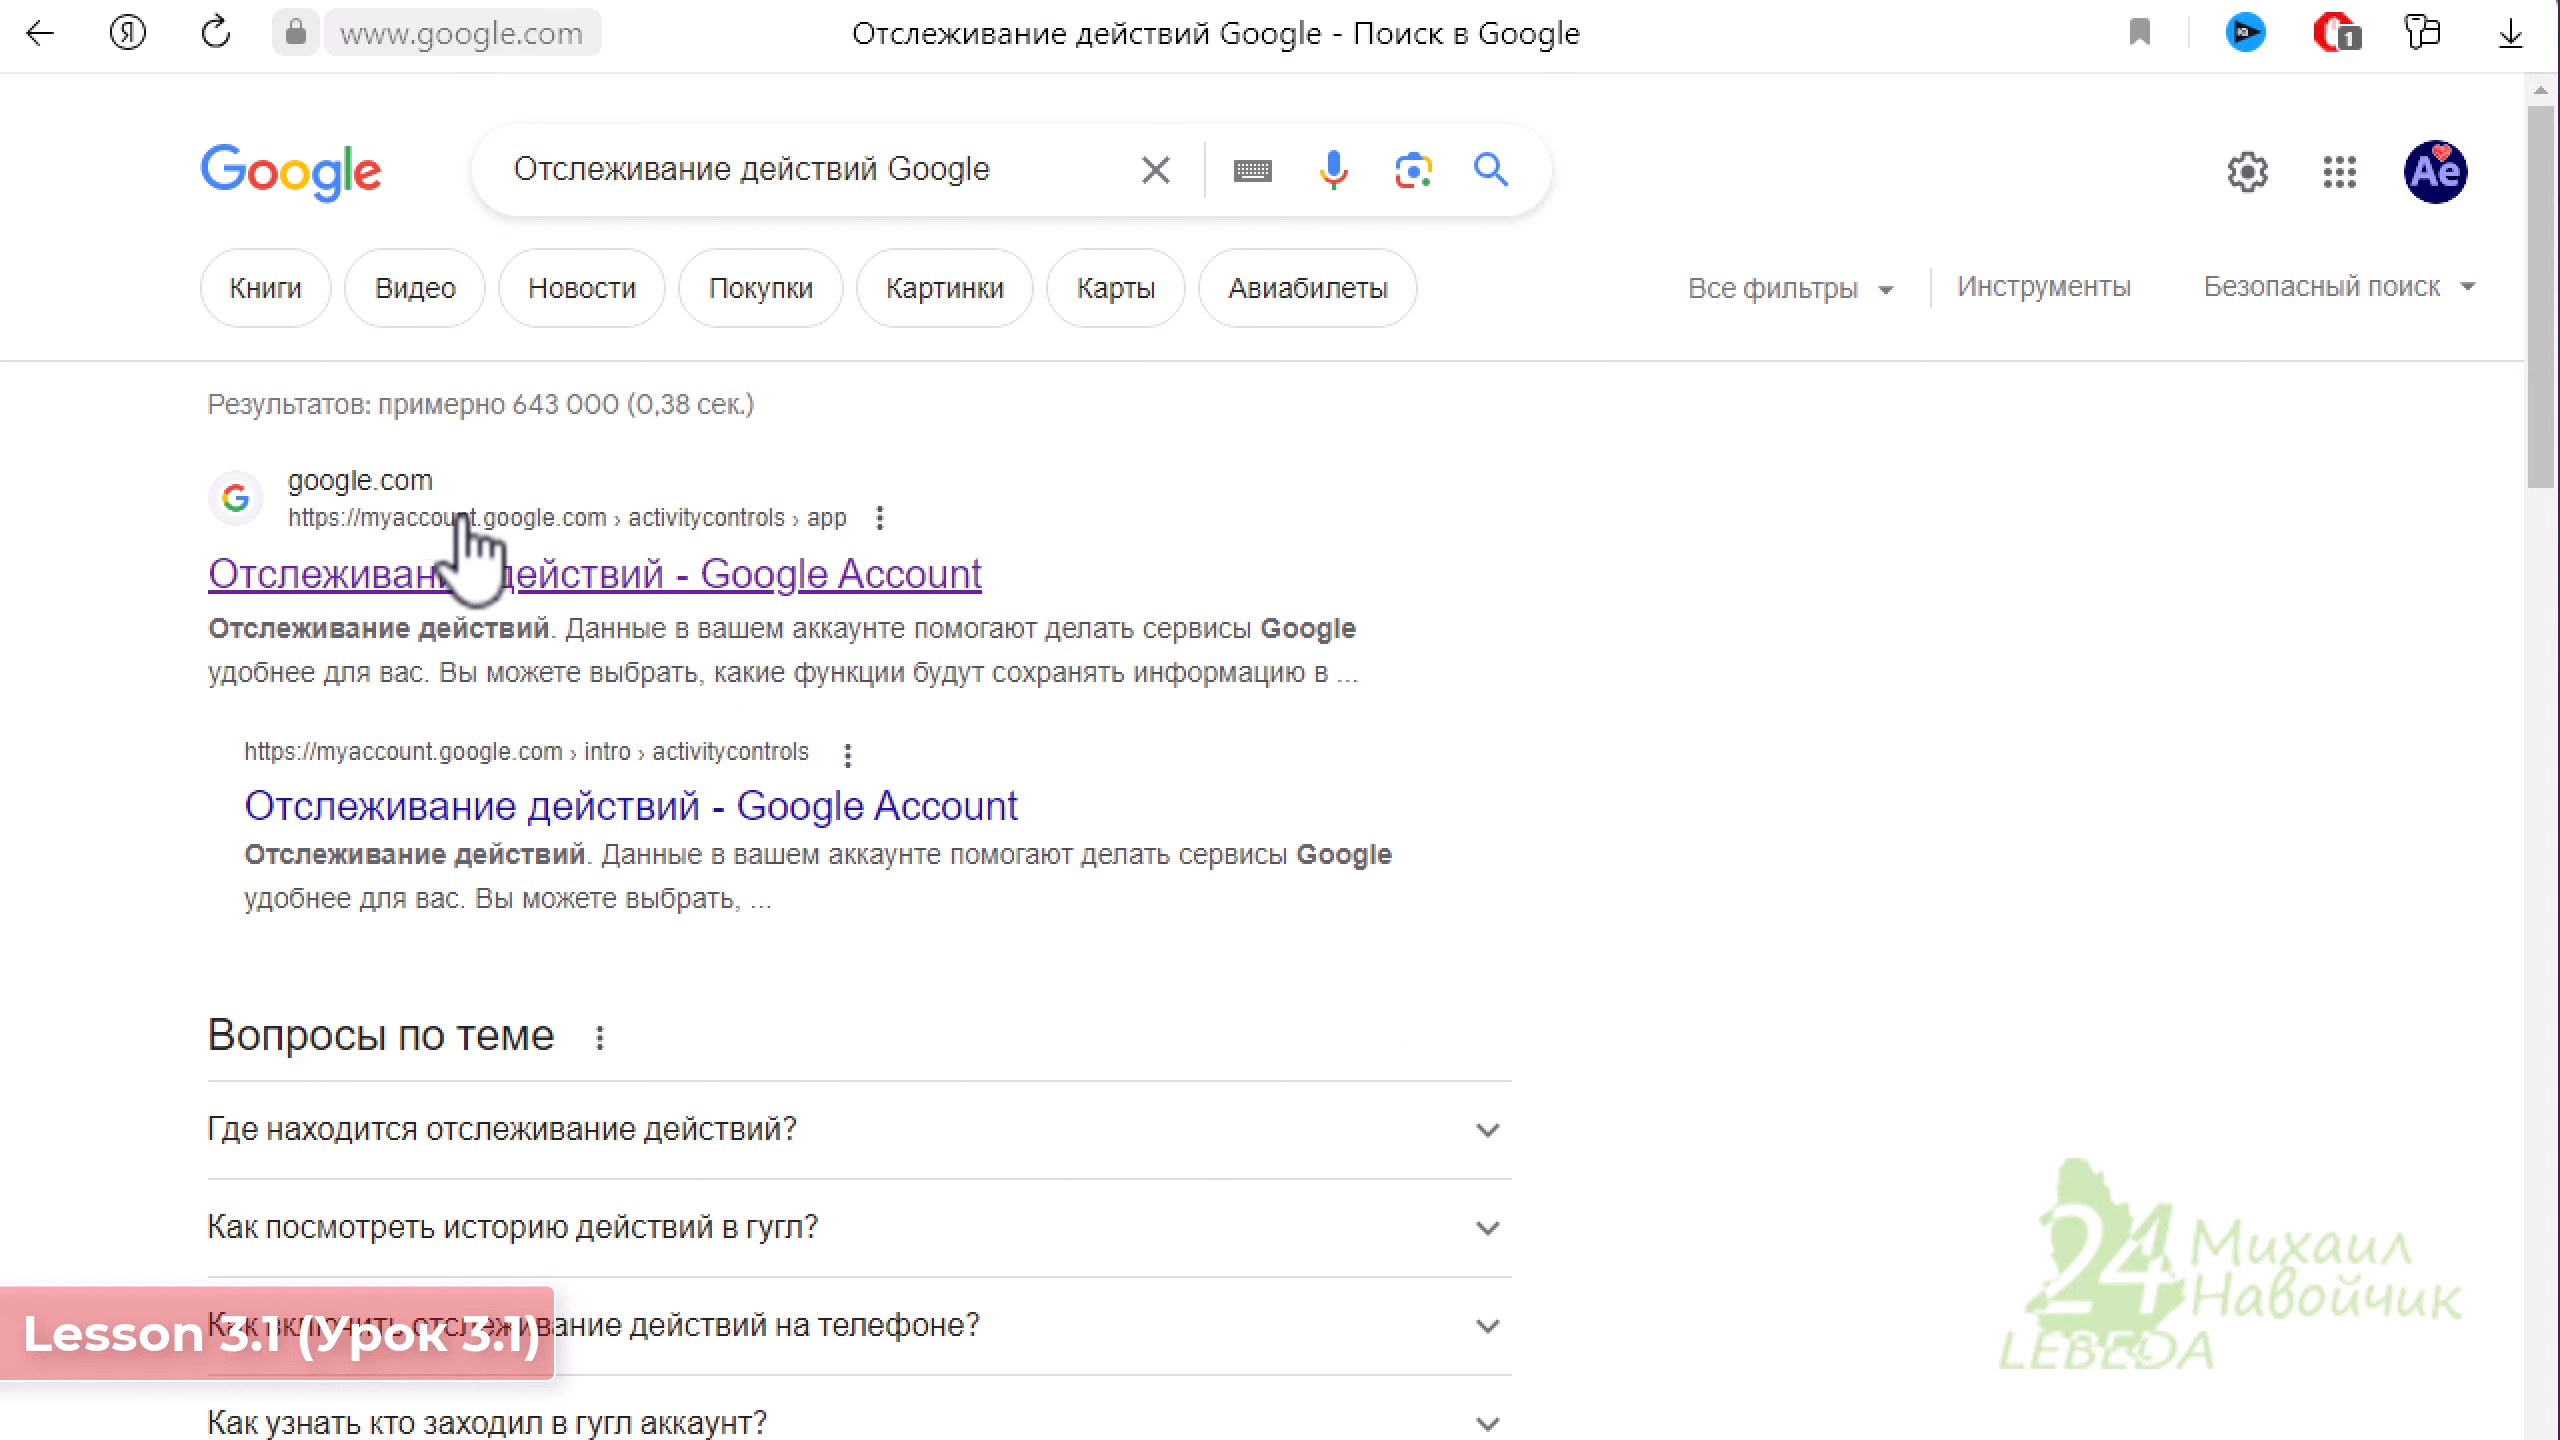 www.google.com
Отслеживание действий Google - Поиск в Google
1
Google
Отслеживание действий Google
Ae
Книги
Видео
Новости
Покупки
Картинки
Карты
Авиабилеты
Все фильтры
Инструменты
Безопасный поиск
Результатов: примерно 643 000 (0,38 сек.)
google.com
https://myaccount.google.com › activitycontrols › app
Отслеживание действий - Google Account
Отслеживание действий. Данные в вашем аккаунте помогают делать сервисы Google
удобнее для вас. Вы можете выбрать, какие функции будут сохранять информацию в ...
https://myaccount.google.com › intro › activitycontrols
Отслеживание действий - Google Account
Отслеживание действий. Данные в вашем аккаунте помогают делать сервисы Google
удобнее для вас. Вы можете выбрать, ...
Вопросы по теме
Где находится отслеживание действий?
Как посмотреть историю действий в гугл?
Как включить отслеживание действий на телефоне?
Lesson 3.1 (Урок 3.1)
Как узнать кто заходил в гугл аккаунт?
24 Михаил
Навойчик
LEBEDA